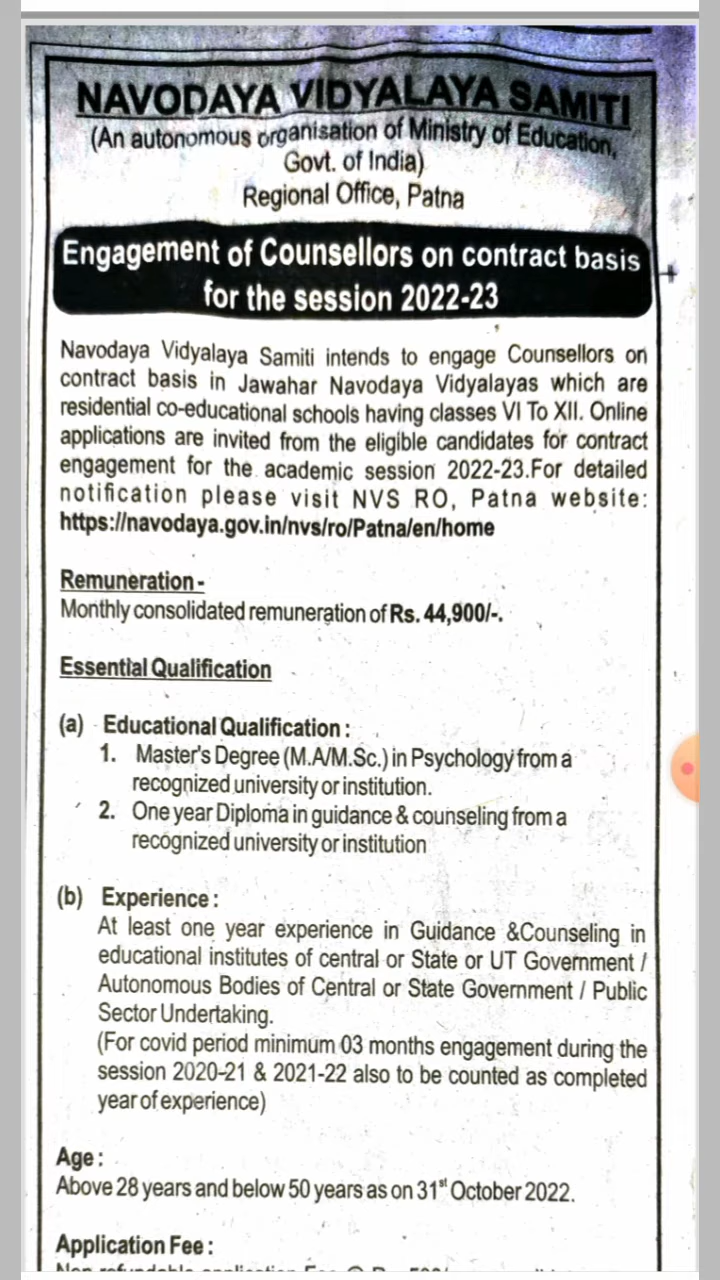 NAVODAYA VIDYALAYA SAMITI
(An autonomous organisation of Ministry of Education,
Govt. of India)
Regional Office, Patna
Engagement of Counsellors on contract basis
for the session 2022-23
Navodaya Vidyalaya Samiti intends to engage Counsellors on
contract basis in Jawahar Navodaya Vidyalayas which are
residential co-educational schools having classes VI To XII. Online
applications are invited from the eligible candidates for contract
engagement for the academic session 2022-23.For detailed
notification please visit NVS RO, Patna website:
https://navodaya.gov.in/nvs/ro/Patna/en/home
Remuneration -
Monthly consolidated remuneration of Rs. 44,900/-.
Essential Qualification
(a) Educational Qualification :
1. Master's Degree (M.A/M.Sc.) in Psychology from a
recognized university or institution.
2. One year Diploma in guidance & counseling from a
recognized university or institution
(b) Experience :
At least one year experience in Guidance &Counseling in
educational institutes of central or State or UT Government /
Autonomous Bodies of Central or State Government / Public
Sector Undertaking.
(For covid period minimum 03 months engagement during the
session 2020-21 & 2021-22 also to be counted as completed
year of experience)
Age :
Above 28 years and below 50 years as on 31st October 2022.
Application Fee :